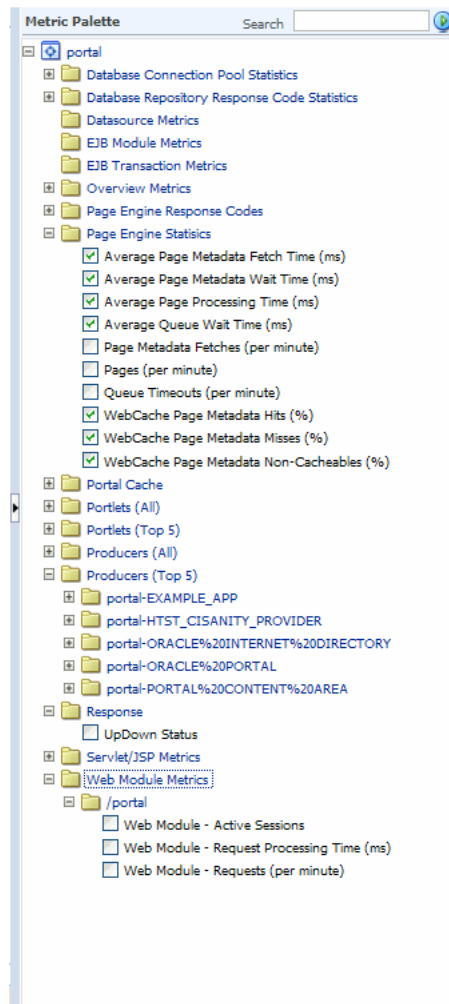 Metric Palette Search
portal
Database Connection Pool Statistics
Database Repository Response Code Statistics
Datasource Metrics
EJB Module Metrics
EJB Transaction Metrics
Overview Metrics
Page Engine Response Codes
Page Engine Statisics
Average Page Metadata Fetch Time (ms)
Average Page Metadata Wait Time (ms)
Average Page Processing Time (ms)
Average Queue Wait Time (ms)
Page Metadata Fetches (per minute)
Pages (per minute)
Queue Timeouts (per minute)
WebCache Page Metadata Hits (%)
WebCache Page Metadata Misses (%)
WebCache Page Metadata Non-Cacheables (%)
Portal Cache
Portlets (All)
Portlets (Top 5)
Producers (All)
Producers (Top 5)
portal-EXAMPLE_APP
portal-HTST_CISANITY_PROVIDER
portal-ORACLE%20INTERNET%20DIRECTORY
portal-ORACLE%20PORTAL
portal-PORTAL%20CONTENT%20AREA
Response
UpDown Status
Servlet/JSP Metrics
Web Module Metrics
/portal
Web Module - Active Sessions
Web Module - Request Processing Time (ms)
Web Module - Requests (per minute)